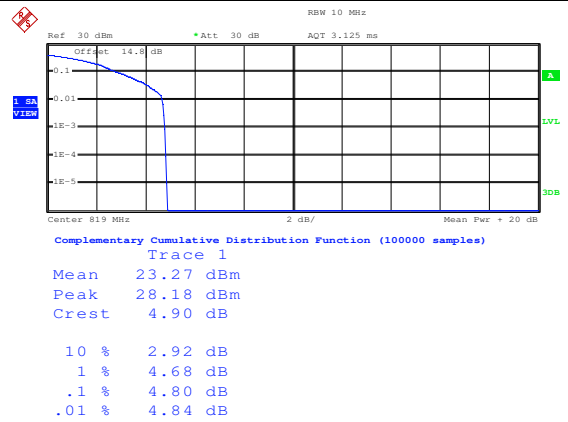 RBW 10 MHz
Ref 30 dBm *Att 30 dB AQT 3.125 ms
Offset 14.8 dB
0.1
A
0.01
1 SA
VIEW
LVL
1E-3
1E-4
1E-5
3DB
Center 819 MHz 2 dB/ Mean Pwr + 20 dB
Complementary Cumulative Distribution Function (100000 samples)
Trace 1
Mean 23.27 dBm
Peak 28.18 dBm
Crest 4.90 dB
10 % 2.92 dB
1 % 4.68 dB
.1 % 4.80 dB
.01 % 4.84 dB